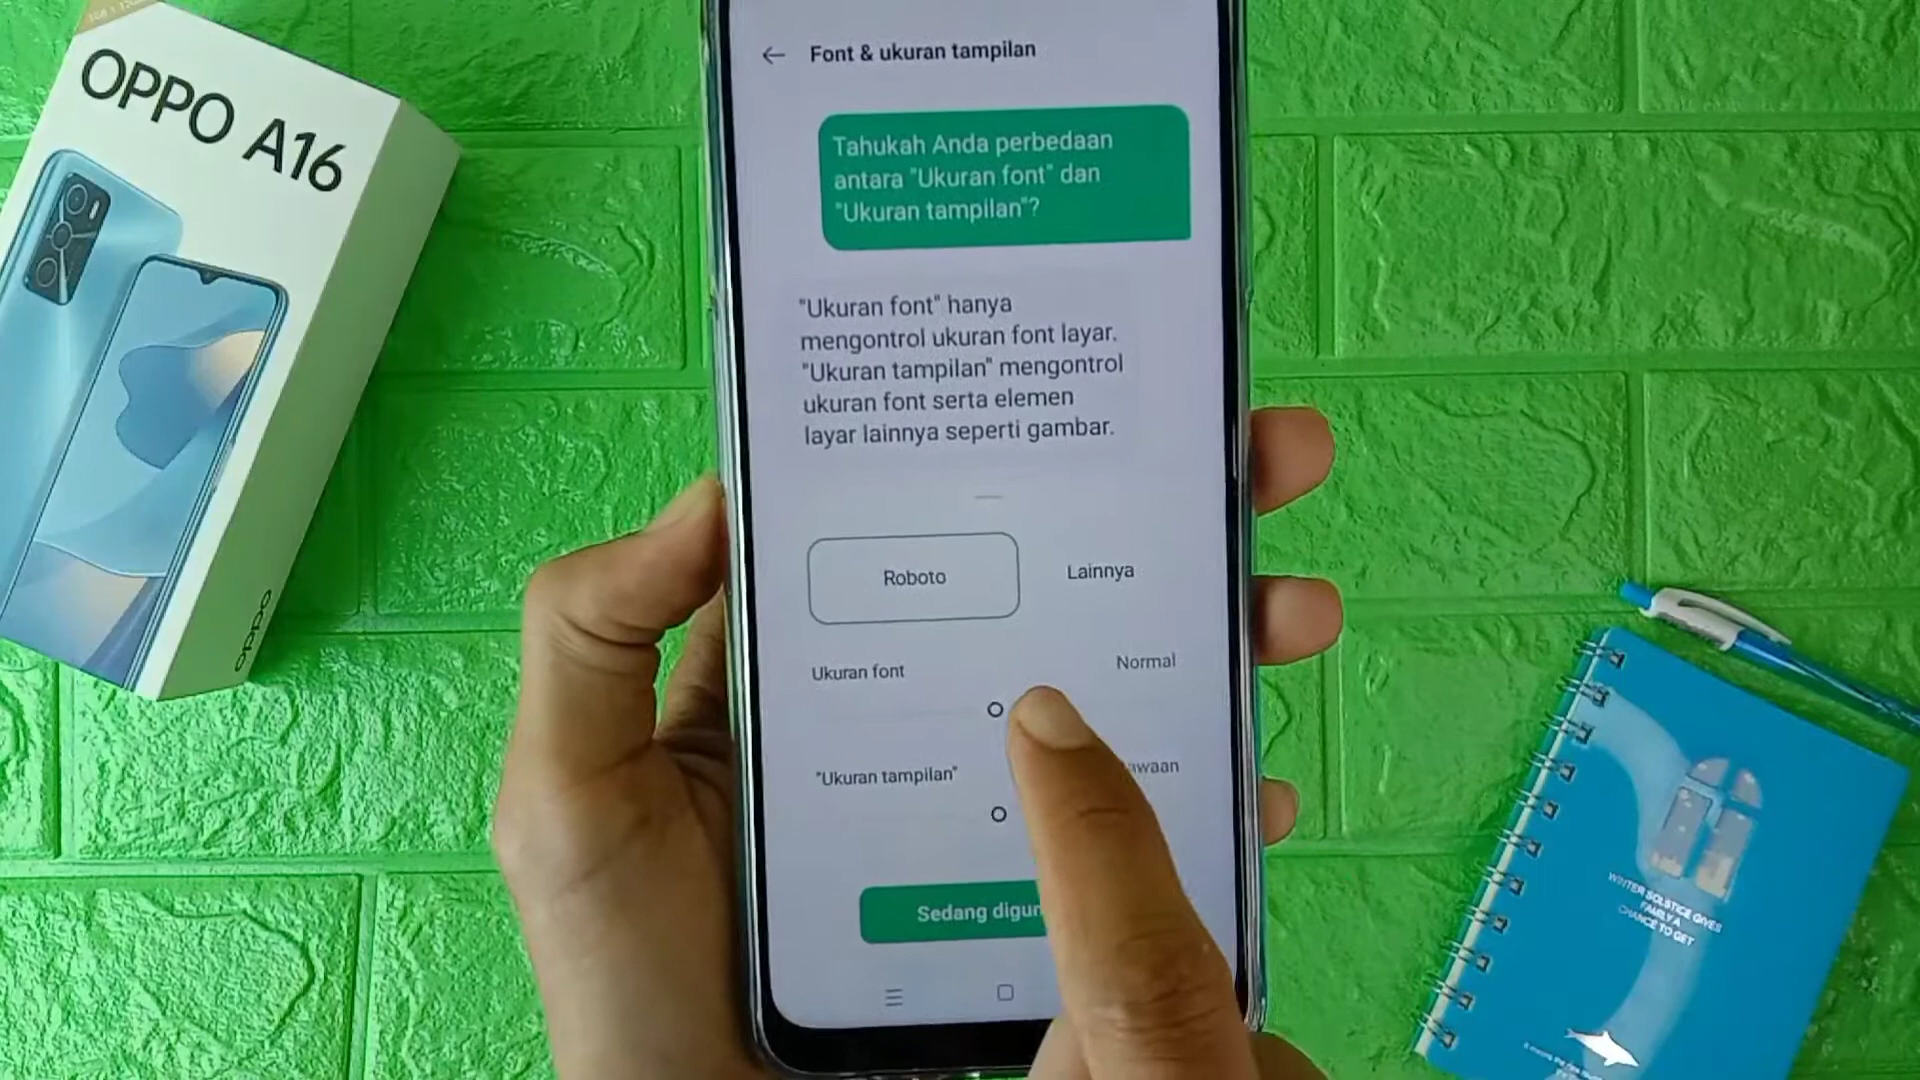 OPPO A16
oppo
Font & ukuran tampilan
Tahukah Anda perbedaan
antara "Ukuran font" dan
"Ukuran tampilan"?
"Ukuran font" hanya
mengontrol ukuran font layar.
"Ukuran tampilan" mengontrol
ukuran font serta elemen
layar lainnya seperti gambar.
Roboto
Lainnya
Ukuran font
Normal
"Ukuran tampilan"
awaan
Sedang digun
WINTER SOLSTICE GIVES
FAMILY A
CHANCE TO GET